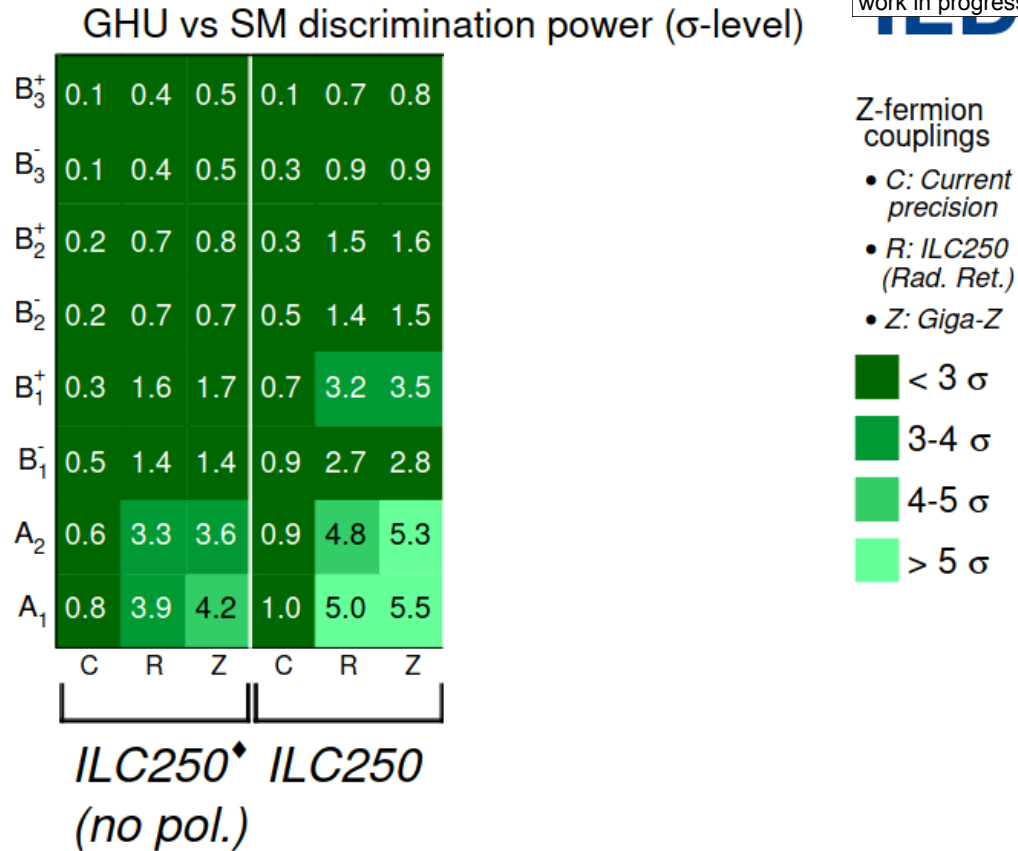 GHU vs SM discrimination power (σ-level)
work in progress
B₃⁺ 0.1 0.4 0.5 0.1 0.7 0.8
B₃⁻ 0.1 0.4 0.5 0.3 0.9 0.9
B₂⁺ 0.2 0.7 0.8 0.3 1.5 1.6
B₂⁻ 0.2 0.7 0.7 0.5 1.4 1.5
B₁⁺ 0.3 1.6 1.7 0.7 3.2 3.5
B₁⁻ 0.5 1.4 1.4 0.9 2.7 2.8
A₂ 0.6 3.3 3.6 0.9 4.8 5.3
A₁ 0.8 3.9 4.2 1.0 5.0 5.5
C R Z C R Z
ILC250♦ ILC250
(no pol.)
Z-fermion
couplings
• C: Current
precision
• R: ILC250
(Rad. Ret.)
• Z: Giga-Z
< 3 σ
3-4 σ
4-5 σ
> 5 σ